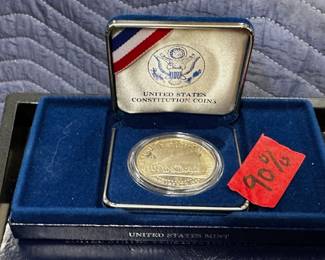 UNITED STATES
CONSTITUTION COINS
90%
UNITED STATES MINT